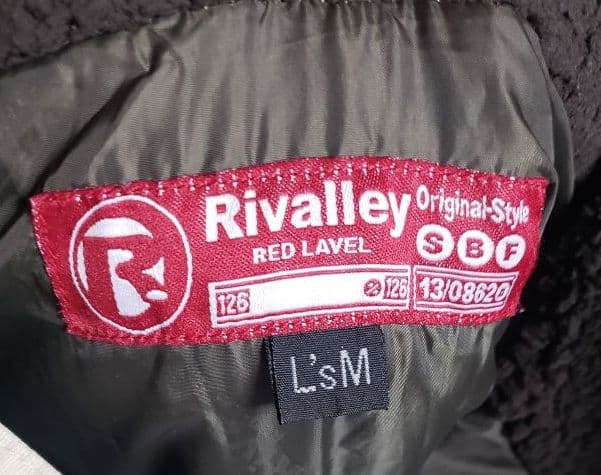 R
Rivalley
Original-Style
RED LAVEL
S B F
126 126
13/08620
L'sM